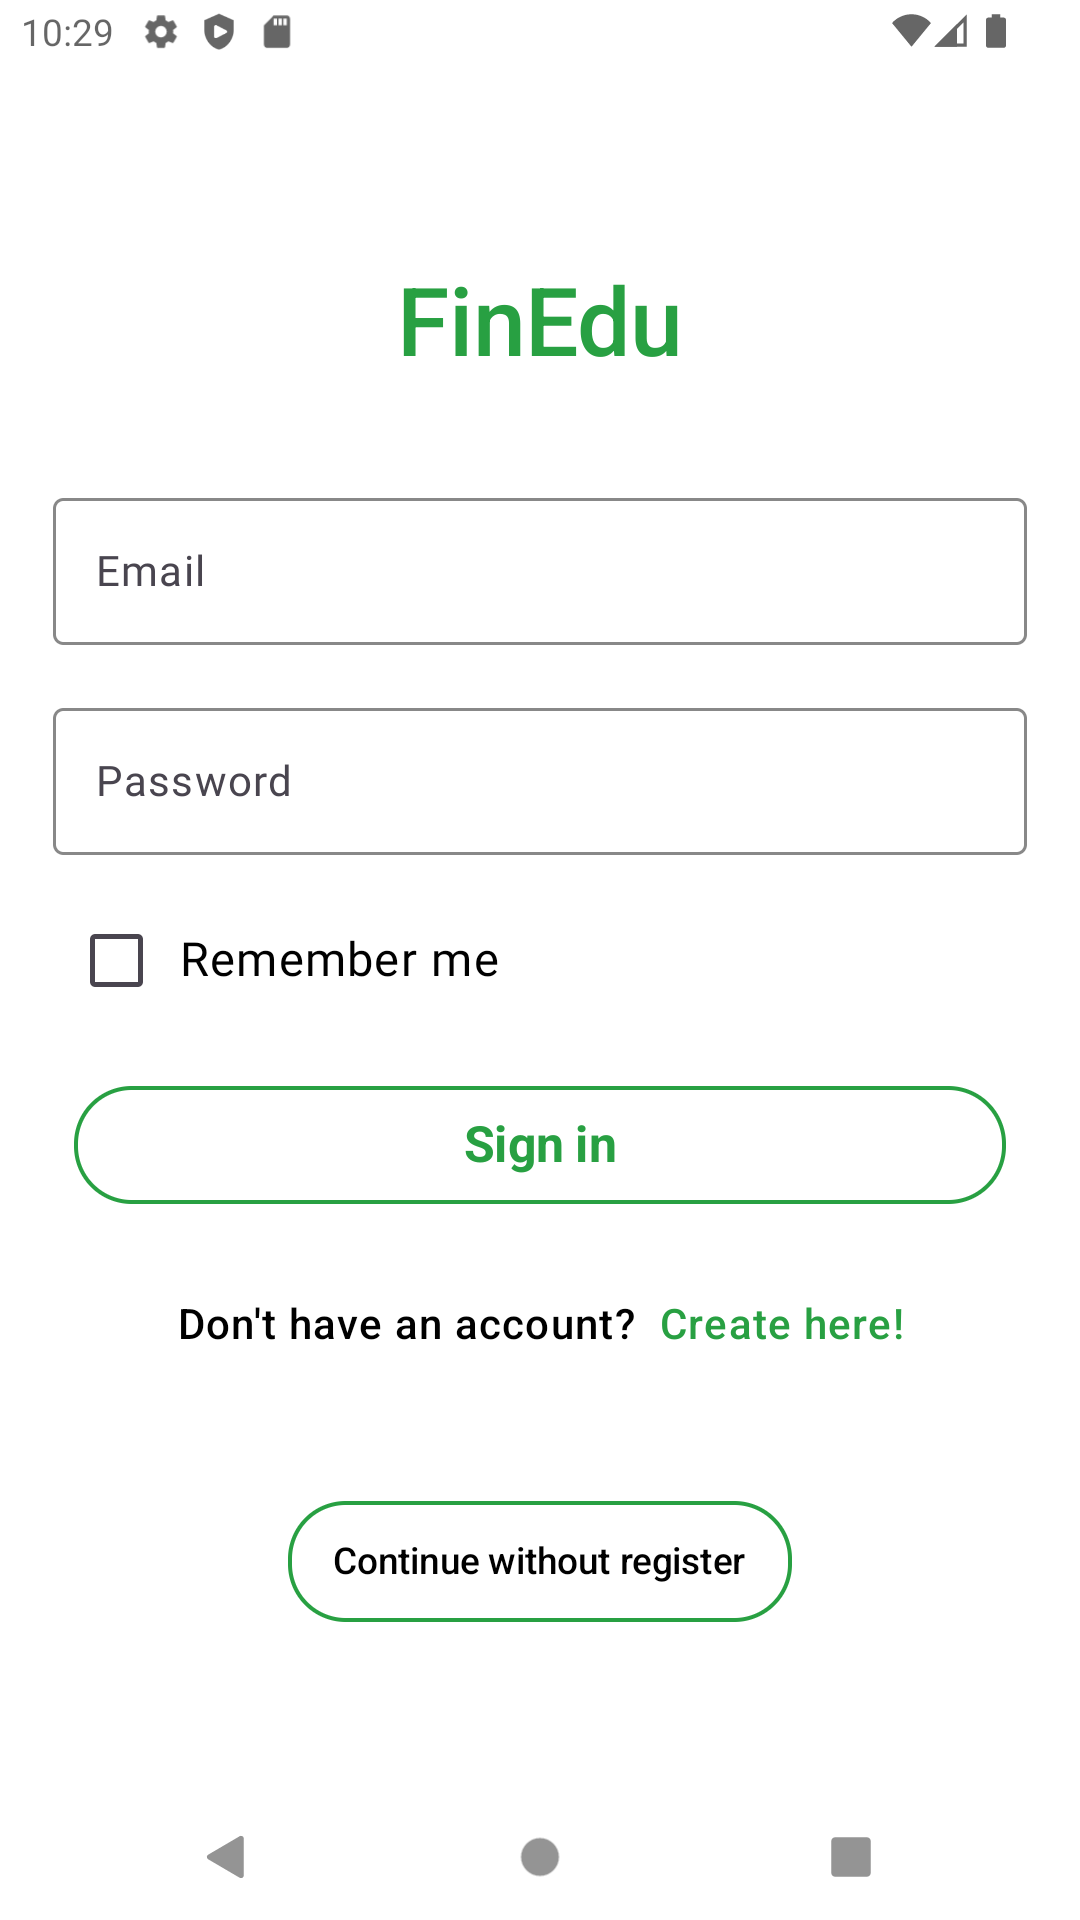 10:29
FinEdu
Email
Password
Remember me
Sign in
Don't have an account? Create here!
Continue without register